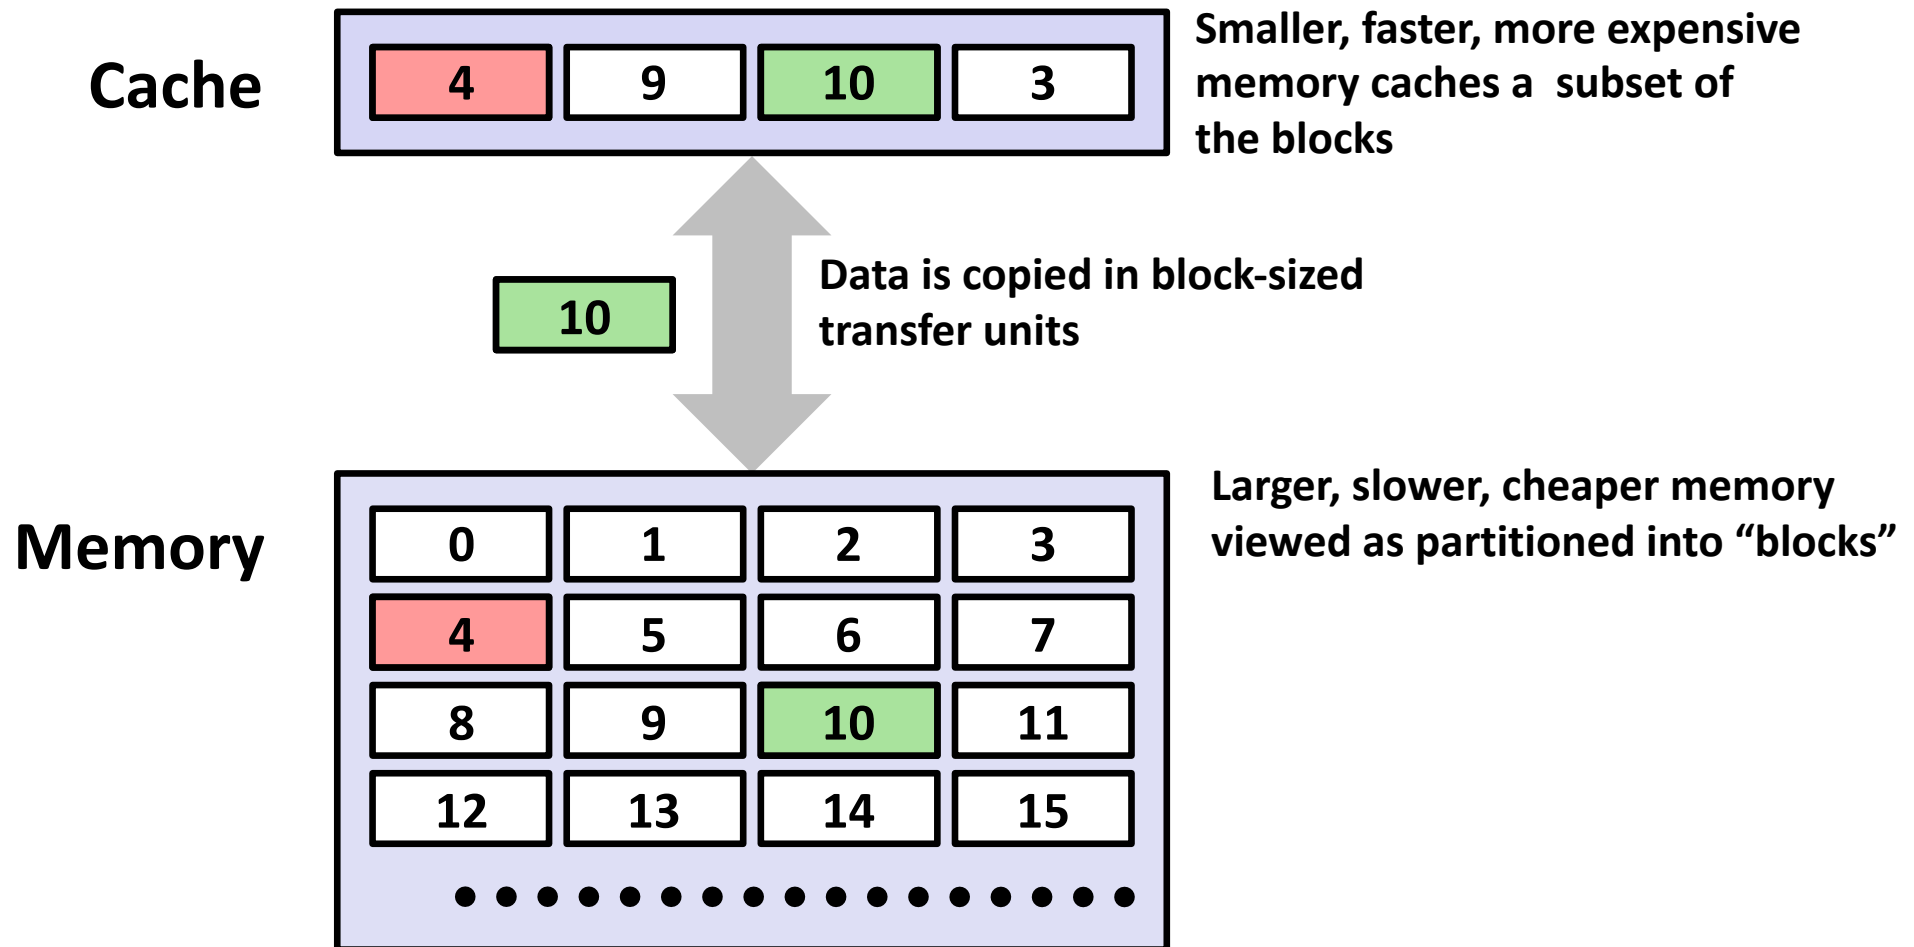 Cache
4 9 10 3
Smaller, faster, more expensive
memory caches a  subset of
the blocks
10
Data is copied in block-sized
transfer units
Memory
Larger, slower, cheaper memory
viewed as partitioned into “blocks”
0 1 2 3
4 5 6 7
8 9 10 11
12 13 14 15